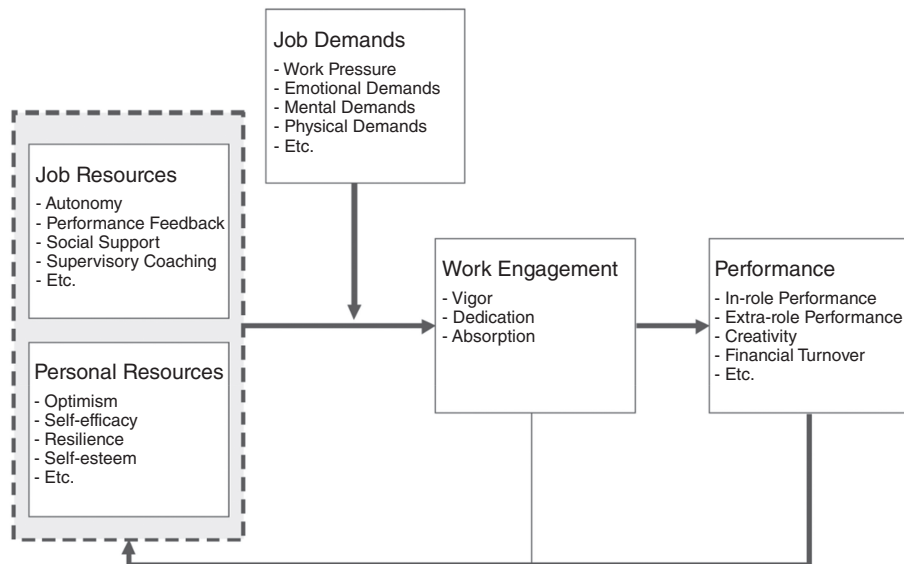 Job Demands
- Work Pressure
- Emotional Demands
- Mental Demands
- Physical Demands
- Etc.
Job Resources
- Autonomy
- Performance Feedback
- Social Support
- Supervisory Coaching
- Etc.
Personal Resources
- Optimism
- Self-efficacy
- Resilience
- Self-esteem
- Etc.
Work Engagement
- Vigor
- Dedication
- Absorption
Performance
- In-role Performance
- Extra-role Performance
- Creativity
- Financial Turnover
- Etc.